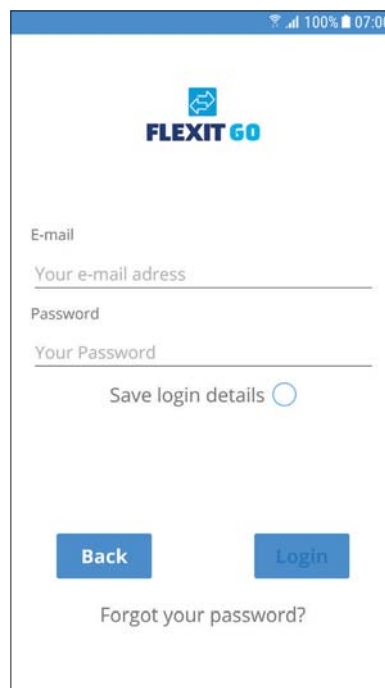 100% 07:00
FLEXIT GO
E-mail
Your e-mail adress
Password
Your Password
Save login details
Back Login
Forgot your password?